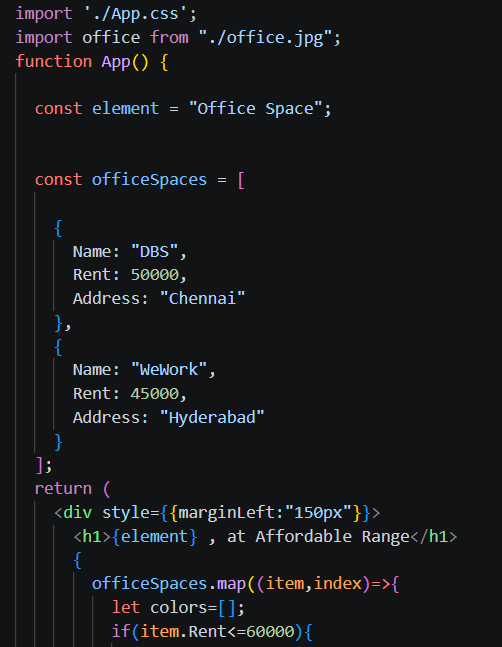 import './App.css';
import office from "./office.jpg";
function App() {
const element = "Office Space";
const officeSpaces = [
{
Name: "DBS",
Rent: 50000,
Address: "Chennai"
},
{
Name: "WeWork",
Rent: 45000,
Address: "Hyderabad"
}
];
return (
<div style={{marginLeft:"150px"}}>
<h1>{element} , at Affordable Range</h1>
{
officeSpaces.map((item,index)=>{
let colors=[];
if(item.Rent<=60000){